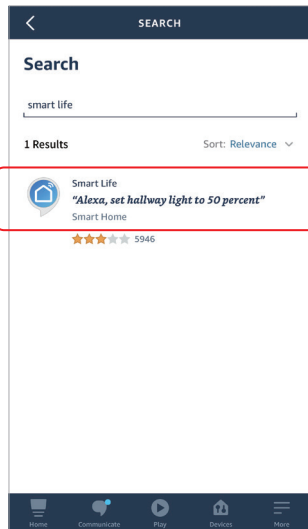 SEARCH
Search
smart life
1 Results Sort: Relevance
Smart Life
"Alexa, set hallway light to 50 percent"
Smart Home
5946
Home Communicate Play Devices More